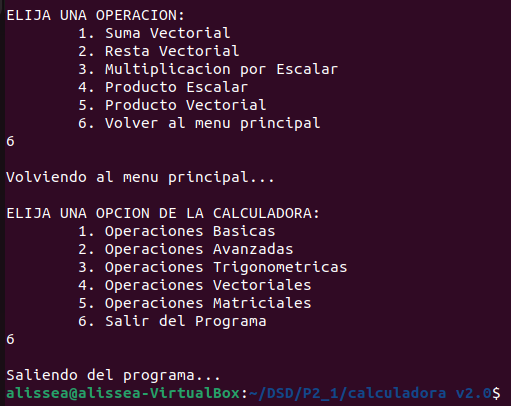 ELIJA UNA OPERACION:
1. Suma Vectorial
2. Resta Vectorial
3. Multiplicacion por Escalar
4. Producto Escalar
5. Producto Vectorial
6. Volver al menu principal
6
Volviendo al menu principal...
ELIJA UNA OPCION DE LA CALCULADORA:
1. Operaciones Basicas
2. Operaciones Avanzadas
3. Operaciones Trigonometricas
4. Operaciones Vectoriales
5. Operaciones Matriciales
6. Salir del Programa
6
Saliendo del programa...
alissea@alissea-VirtualBox:~/DSD/P2_1/calculadora v2.0$